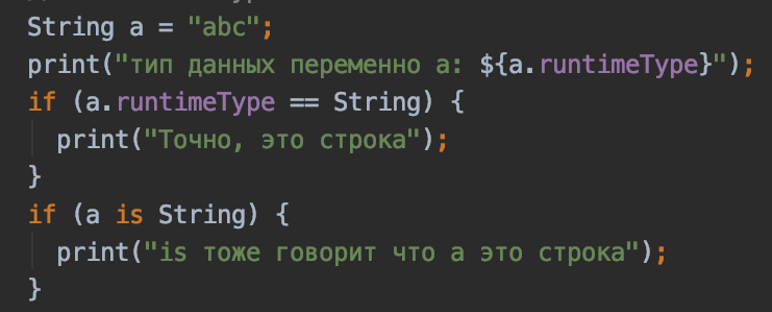 String a = "abc";
print("тип данных переменно a: ${a.runtimeType}");
if (a.runtimeType == String) {
print("Точно, это строка");
}
if (a is String) {
print("is тоже говорит что а это строка");
}